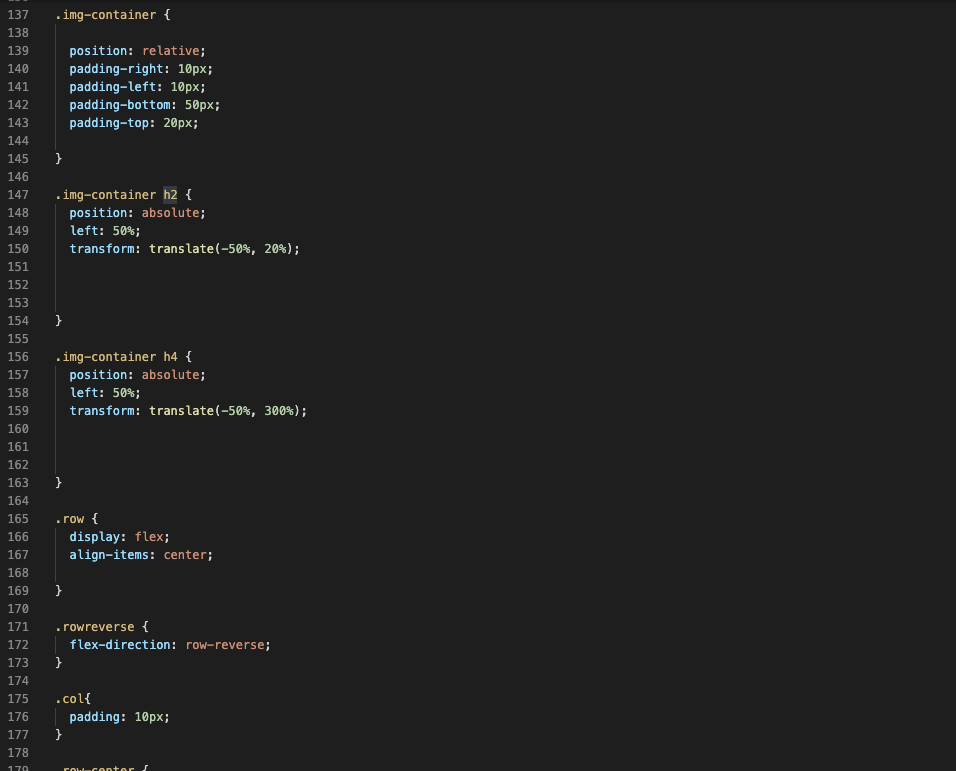 137 .img-container {
138
139 position: relative;
140 padding-right: 10px;
141 padding-left: 10px;
142 padding-bottom: 50px;
143 padding-top: 20px;
144
145 }
146
147 .img-container h2 {
148 position: absolute;
149 left: 50%;
150 transform: translate(-50%, 20%);
151
152
153
154 }
155
156 .img-container h4 {
157 position: absolute;
158 left: 50%;
159 transform: translate(-50%, 300%);
160
161
162
163 }
164
165 .row {
166 display: flex;
167 align-items: center;
168
169 }
170
171 .rowreverse {
172 flex-direction: row-reverse;
173 }
174
175 .col{
176 padding: 10px;
177 }
178
179 .row-center {